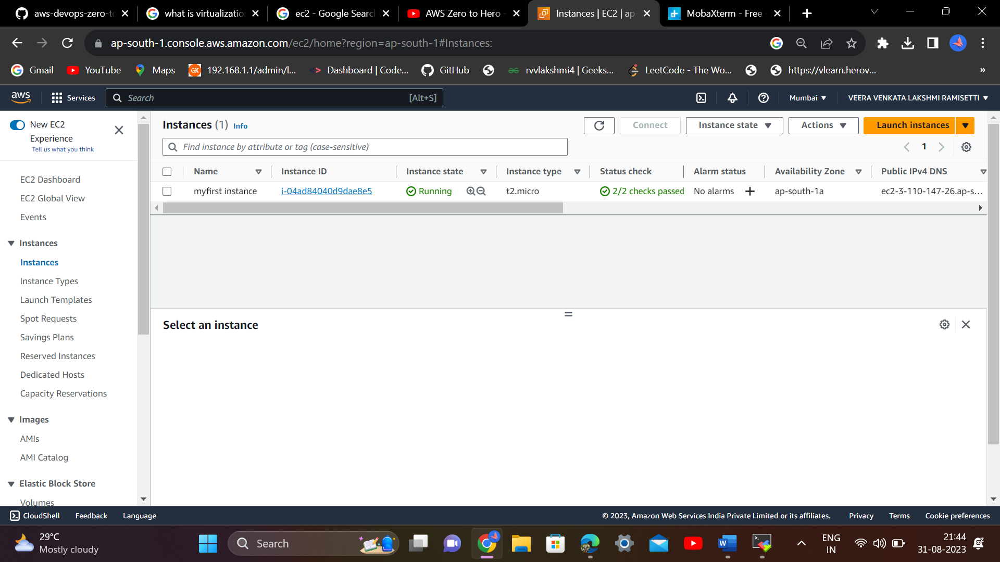 aws-devops-zero-to
what is virtualizatio
ec2 - Google Search
AWS Zero to Hero -
Instances | EC2 | ap-
MobaXterm - Free
ap-south-1.console.aws.amazon.com/ec2/home?region=ap-south-1#Instances:
Gmail
YouTube
Maps
192.168.1.1/admin/l...
Dashboard | Code...
GitHub
rvvlakshmi4 | Geeks...
LeetCode - The Wo...
https://vlearn.herov...
»
aws
Services
Search
[Alt+S]
Mumbai
VEERA VENKATA LAKSHMI RAMISETTI
New EC2
Experience
Tell us what you think
EC2 Dashboard
EC2 Global View
Events
Instances
Instances
Instance Types
Launch Templates
Spot Requests
Savings Plans
Reserved Instances
Dedicated Hosts
Capacity Reservations
Images
AMIs
AMI Catalog
Elastic Block Store
Volumes
Instances (1) Info
Connect
Instance state
Actions
Launch instances
Find instance by attribute or tag (case-sensitive)
1
Name
Instance ID
Instance state
Instance type
Status check
Alarm status
Availability Zone
Public IPv4 DNS
myfirst instance
i-04ad84040d9dae8e5
Running
t2.micro
2/2 checks passed
No alarms
ap-south-1a
ec2-3-110-147-26.ap-s...
Select an instance
CloudShell
Feedback
Language
© 2023, Amazon Web Services India Private Limited or its affiliates.
Privacy
Terms
Cookie preferences
29°C
Mostly cloudy
Search
ENG
IN
21:44
31-08-2023